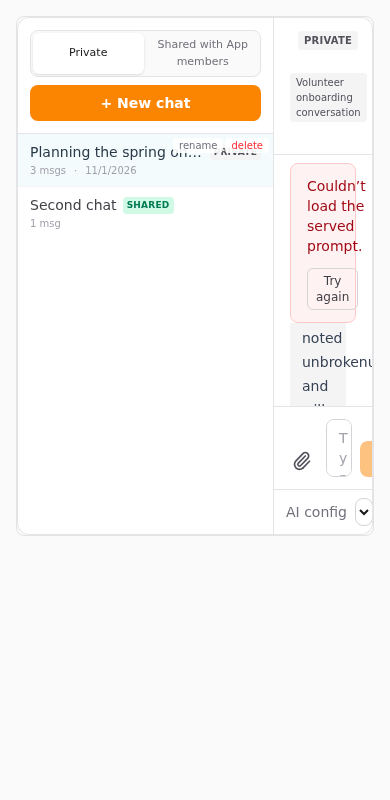 Private
Shared with App
members
+ New chat
Planning the spring on...
rename
delete
3 msgs · 11/1/2026
Second chat
SHARED
1 msg
PRIVATE
Volunteer
onboarding
conversation
Couldn't
load the
served
prompt.
Try
again
noted
and
T
y
AI config